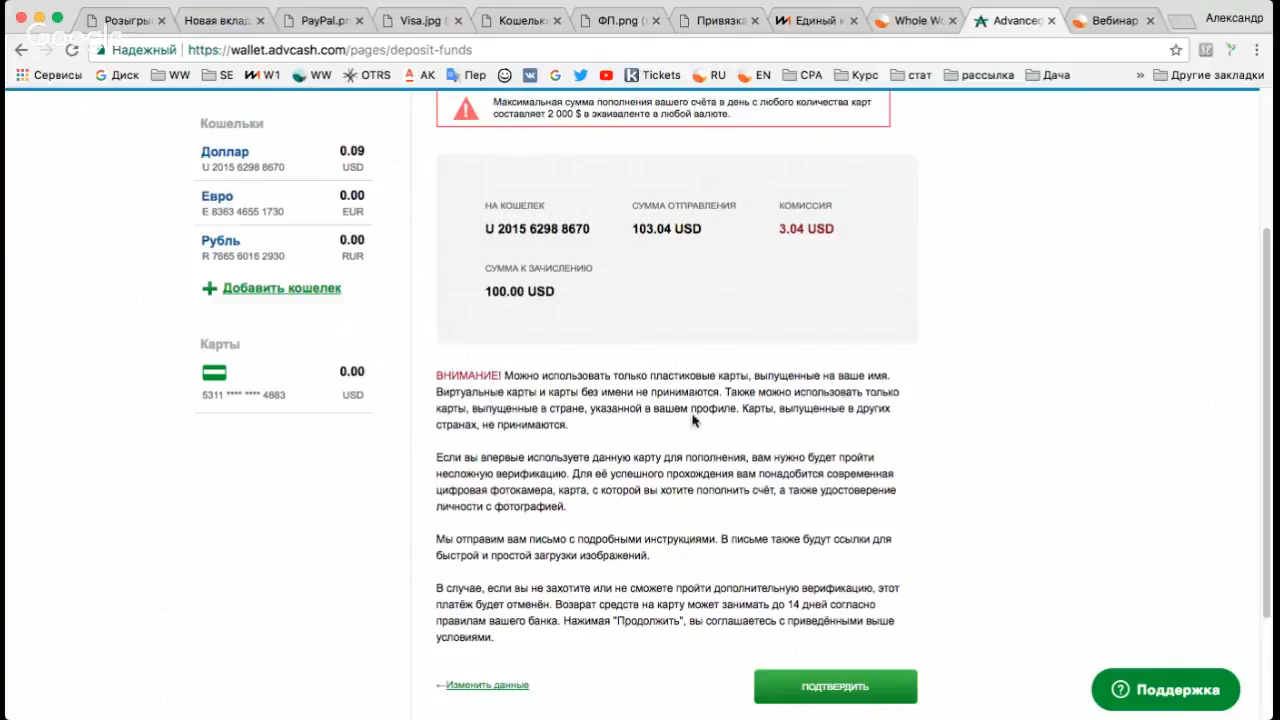 Розыгры
Новая вклад
PayPal.pr
Visa.jpg (
Кошельк
ФП.png (
Привязка
Единый к
Whole Wo
Advanced
Вебинар
Александр
Google
Надежный
https://wallet.advcash.com/pages/deposit-funds
Сервисы
Диск
WW
SE
W1
WW
OTRS
АК
Пер
Tickets
RU
EN
CPA
Курс
стат
рассылка
Дача
»
Другие закладки
Кошельки
Доллар 0.09
U 2015 6298 8670 USD
Евро 0.00
E 8363 4655 1730 EUR
Рубль 0.00
R 7665 6016 2930 RUR
Добавить кошелек
Карты
0.00
5311 **** **** 4883 USD
Максимальная сумма пополнения вашего счёта в день с любого количества карт
составляет 2 000 $ в эквиваленте в любой валюте.
НА КОШЕЛЕК СУММА ОТПРАВЛЕНИЯ КОМИССИЯ
U 2015 6298 8670 103.04 USD 3.04 USD
СУММА К ЗАЧИСЛЕНИЮ
100.00 USD
ВНИМАНИЕ! Можно использовать только пластиковые карты, выпущенные на ваше имя.
Виртуальные карты и карты без имени не принимаются. Также можно использовать только
карты, выпущенные в стране, указанной в вашем профиле. Карты, выпущенные в других
странах, не принимаются.
Если вы впервые используете данную карту для пополнения, вам нужно будет пройти
несложную верификацию. Для её успешного прохождения вам понадобится современная
цифровая фотокамера, карта, с которой вы хотите пополнить счёт, а также удостоверение
личности с фотографией.
Мы отправим вам письмо с подробными инструкциями. В письме также будут ссылки для
быстрой и простой загрузки изображений.
В случае, если вы не захотите или не сможете пройти дополнительную верификацию, этот
платёж будет отменён. Возврат средств на карту может занимать до 14 дней согласно
правилам вашего банка. Нажимая "Продолжить", вы соглашаетесь с приведёнными выше
условиями.
←Изменить данные
ПОДТВЕРДИТЬ
Поддержка